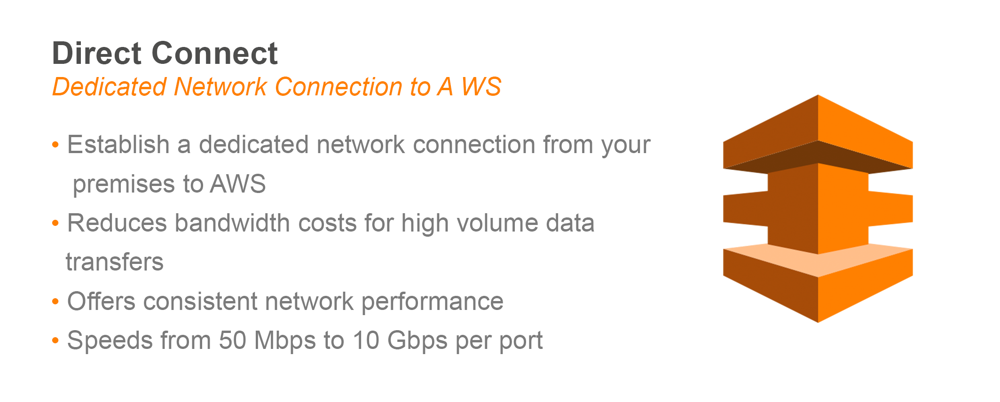 Direct Connect
Dedicated Network Connection to A WS
• Establish a dedicated network connection from your
premises to AWS
• Reduces bandwidth costs for high volume data
transfers
• Offers consistent network performance
• Speeds from 50 Mbps to 10 Gbps per port